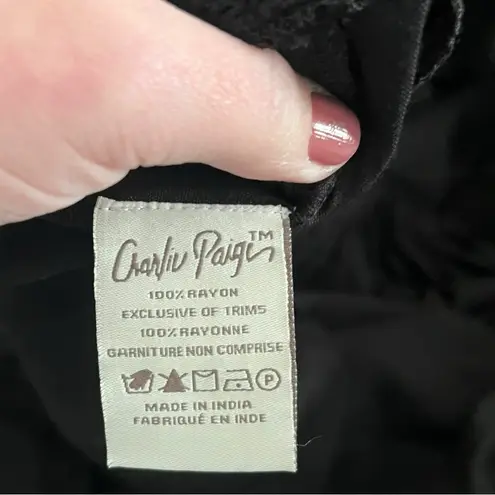 Charlie Paige™
100% RAYON
EXCLUSIVE OF TRIMS
100% RAYONNE
GARNITURE NON COMPRISE
P
MADE IN INDIA
FABRIQUÉ EN INDE